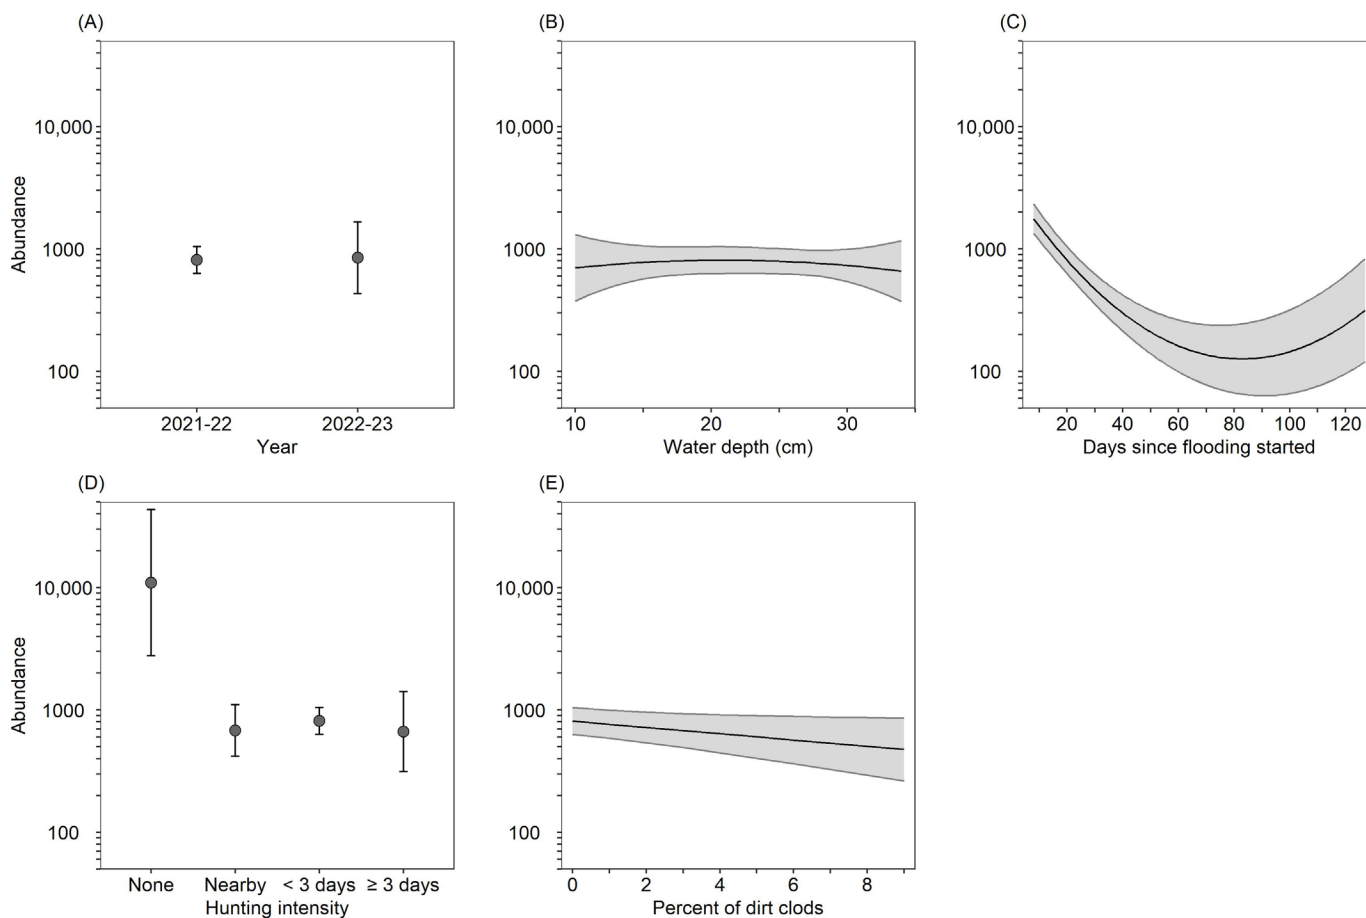 (A)
(B)
(C)
10,000
1000
100
Abundance
2021-22 2022-23
Year
10 20 30
Water depth (cm)
10,000
1000
100
10,000
1000
100
20 40 60 80 100 120
Days since flooding started
(D)
(E)
10,000
1000
100
Abundance
None Nearby < 3 days ≥ 3 days
Hunting intensity
10,000
1000
100
0 2 4 6 8
Percent of dirt clods